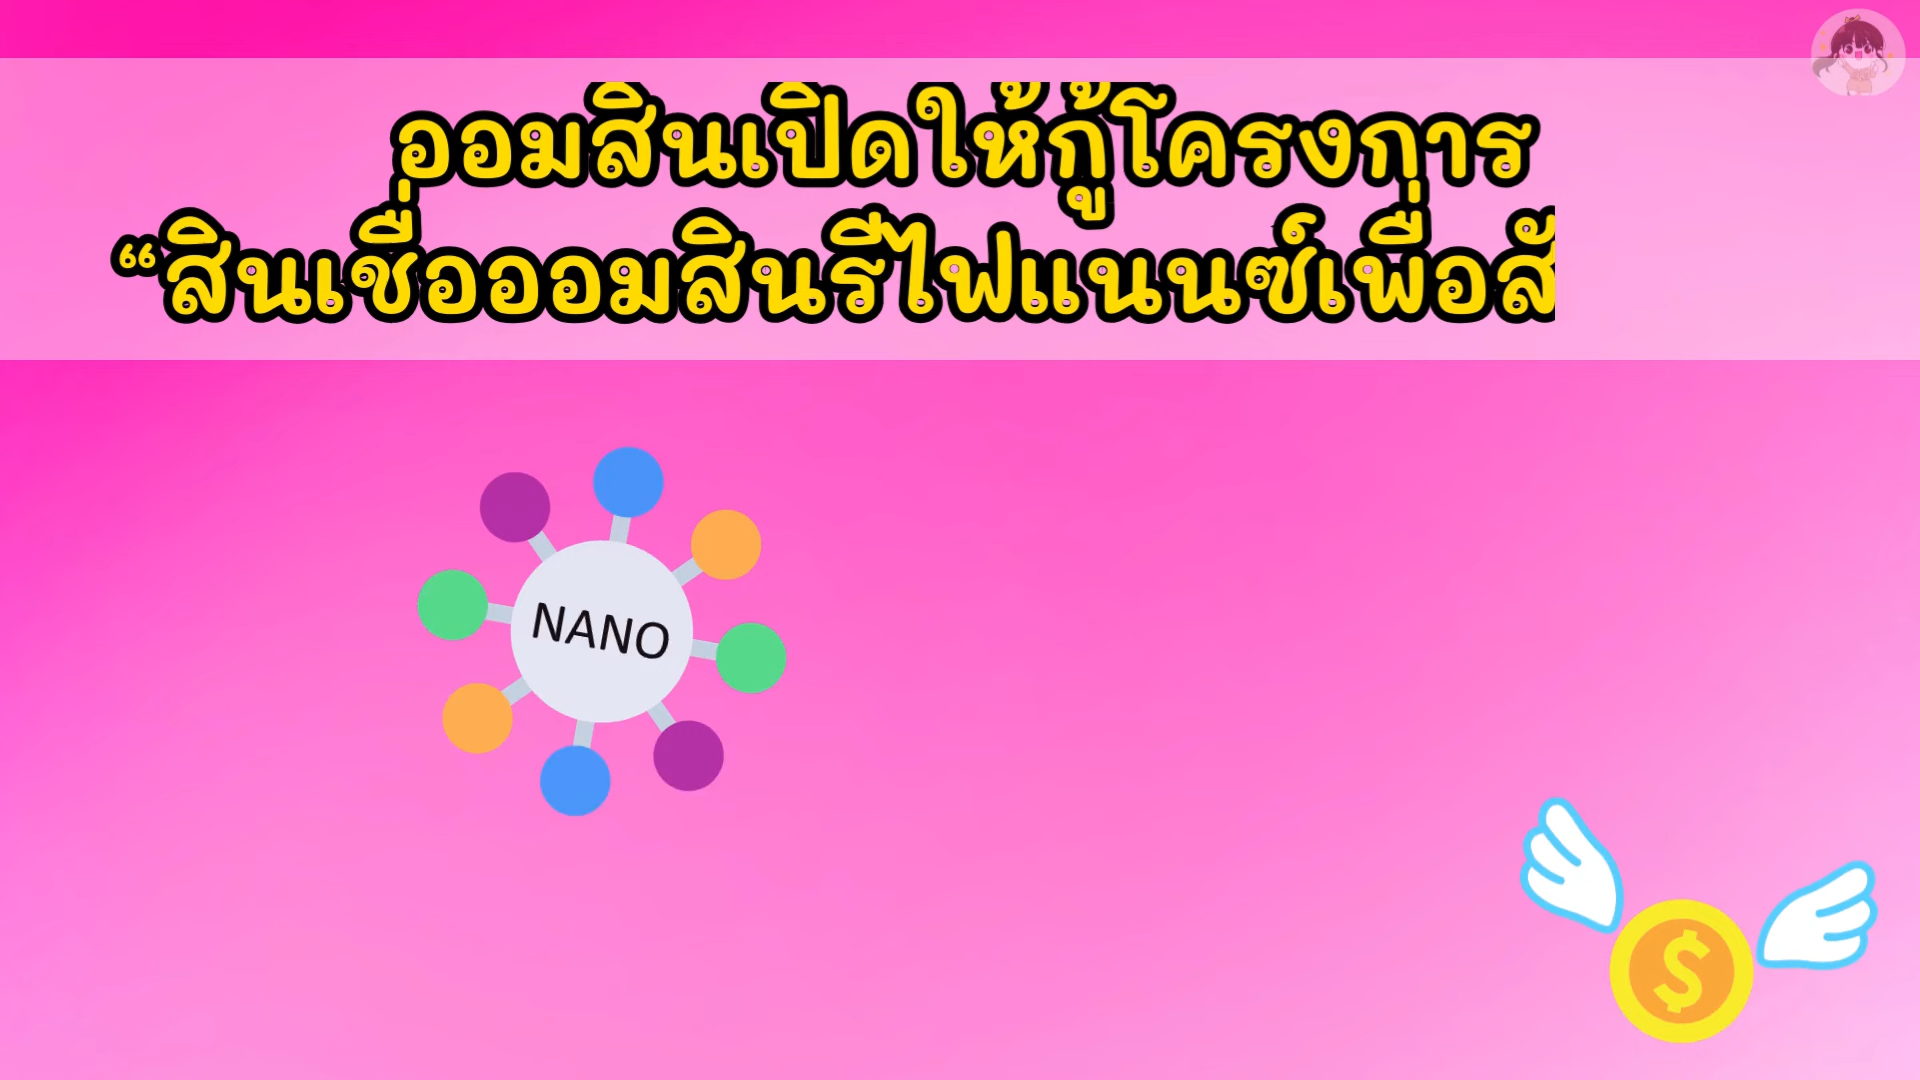 ออมสินเปิดให้กู้โครงการ
“สินเชื่อออมสินรีไฟแนนซ์เพื่อสั
NANO
$